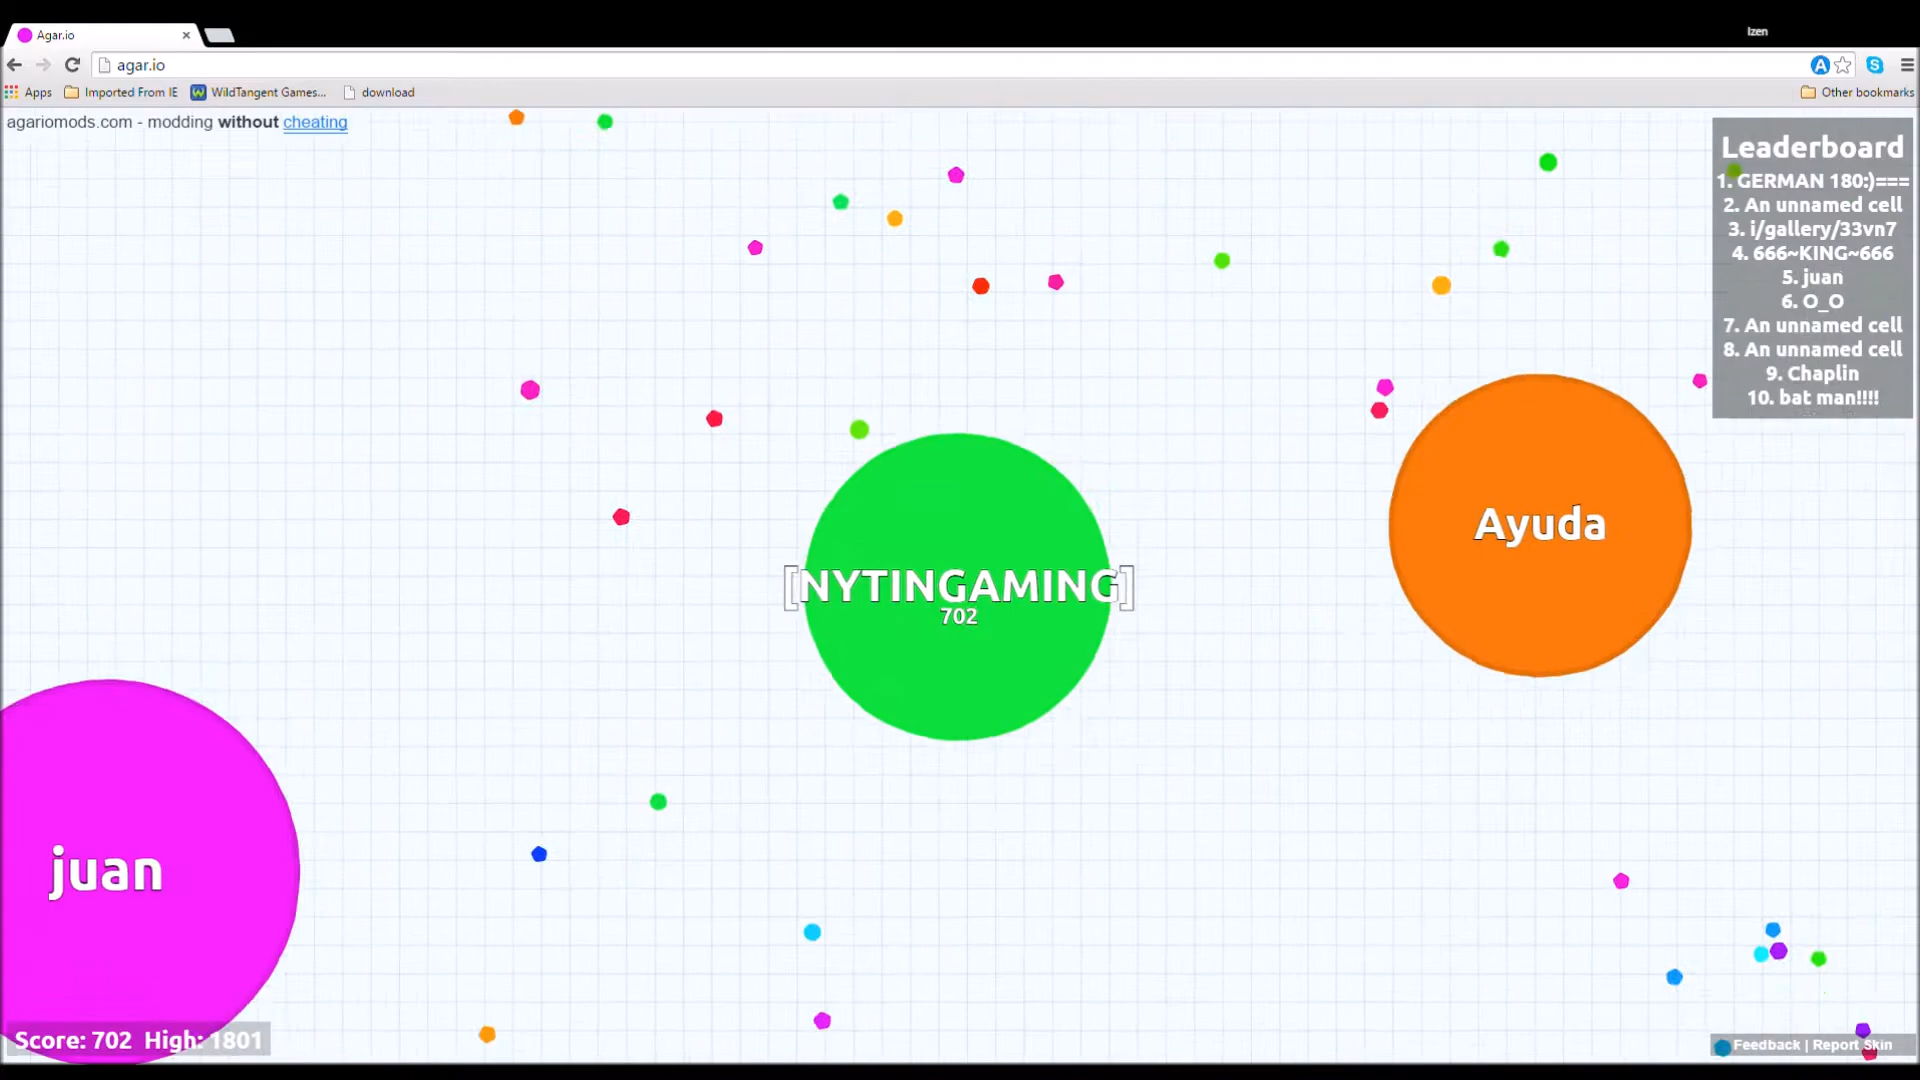 Agar.io
Izen
agar.io
Apps Imported From IE WildTangent Games... download Other bookmarks
agariomods.com - modding without cheating
Leaderboard
1. GERMAN 180:)===
2. An unnamed cell
3. i/gallery/33vn7
4. 666~KING~666
5. juan
6. O_O
7. An unnamed cell
8. An unnamed cell
9. Chaplin
10. bat man!!!!
Ayuda
[NYTINGAMING]
702
juan
Score: 702 High: 1801
Feedback | Report Skin